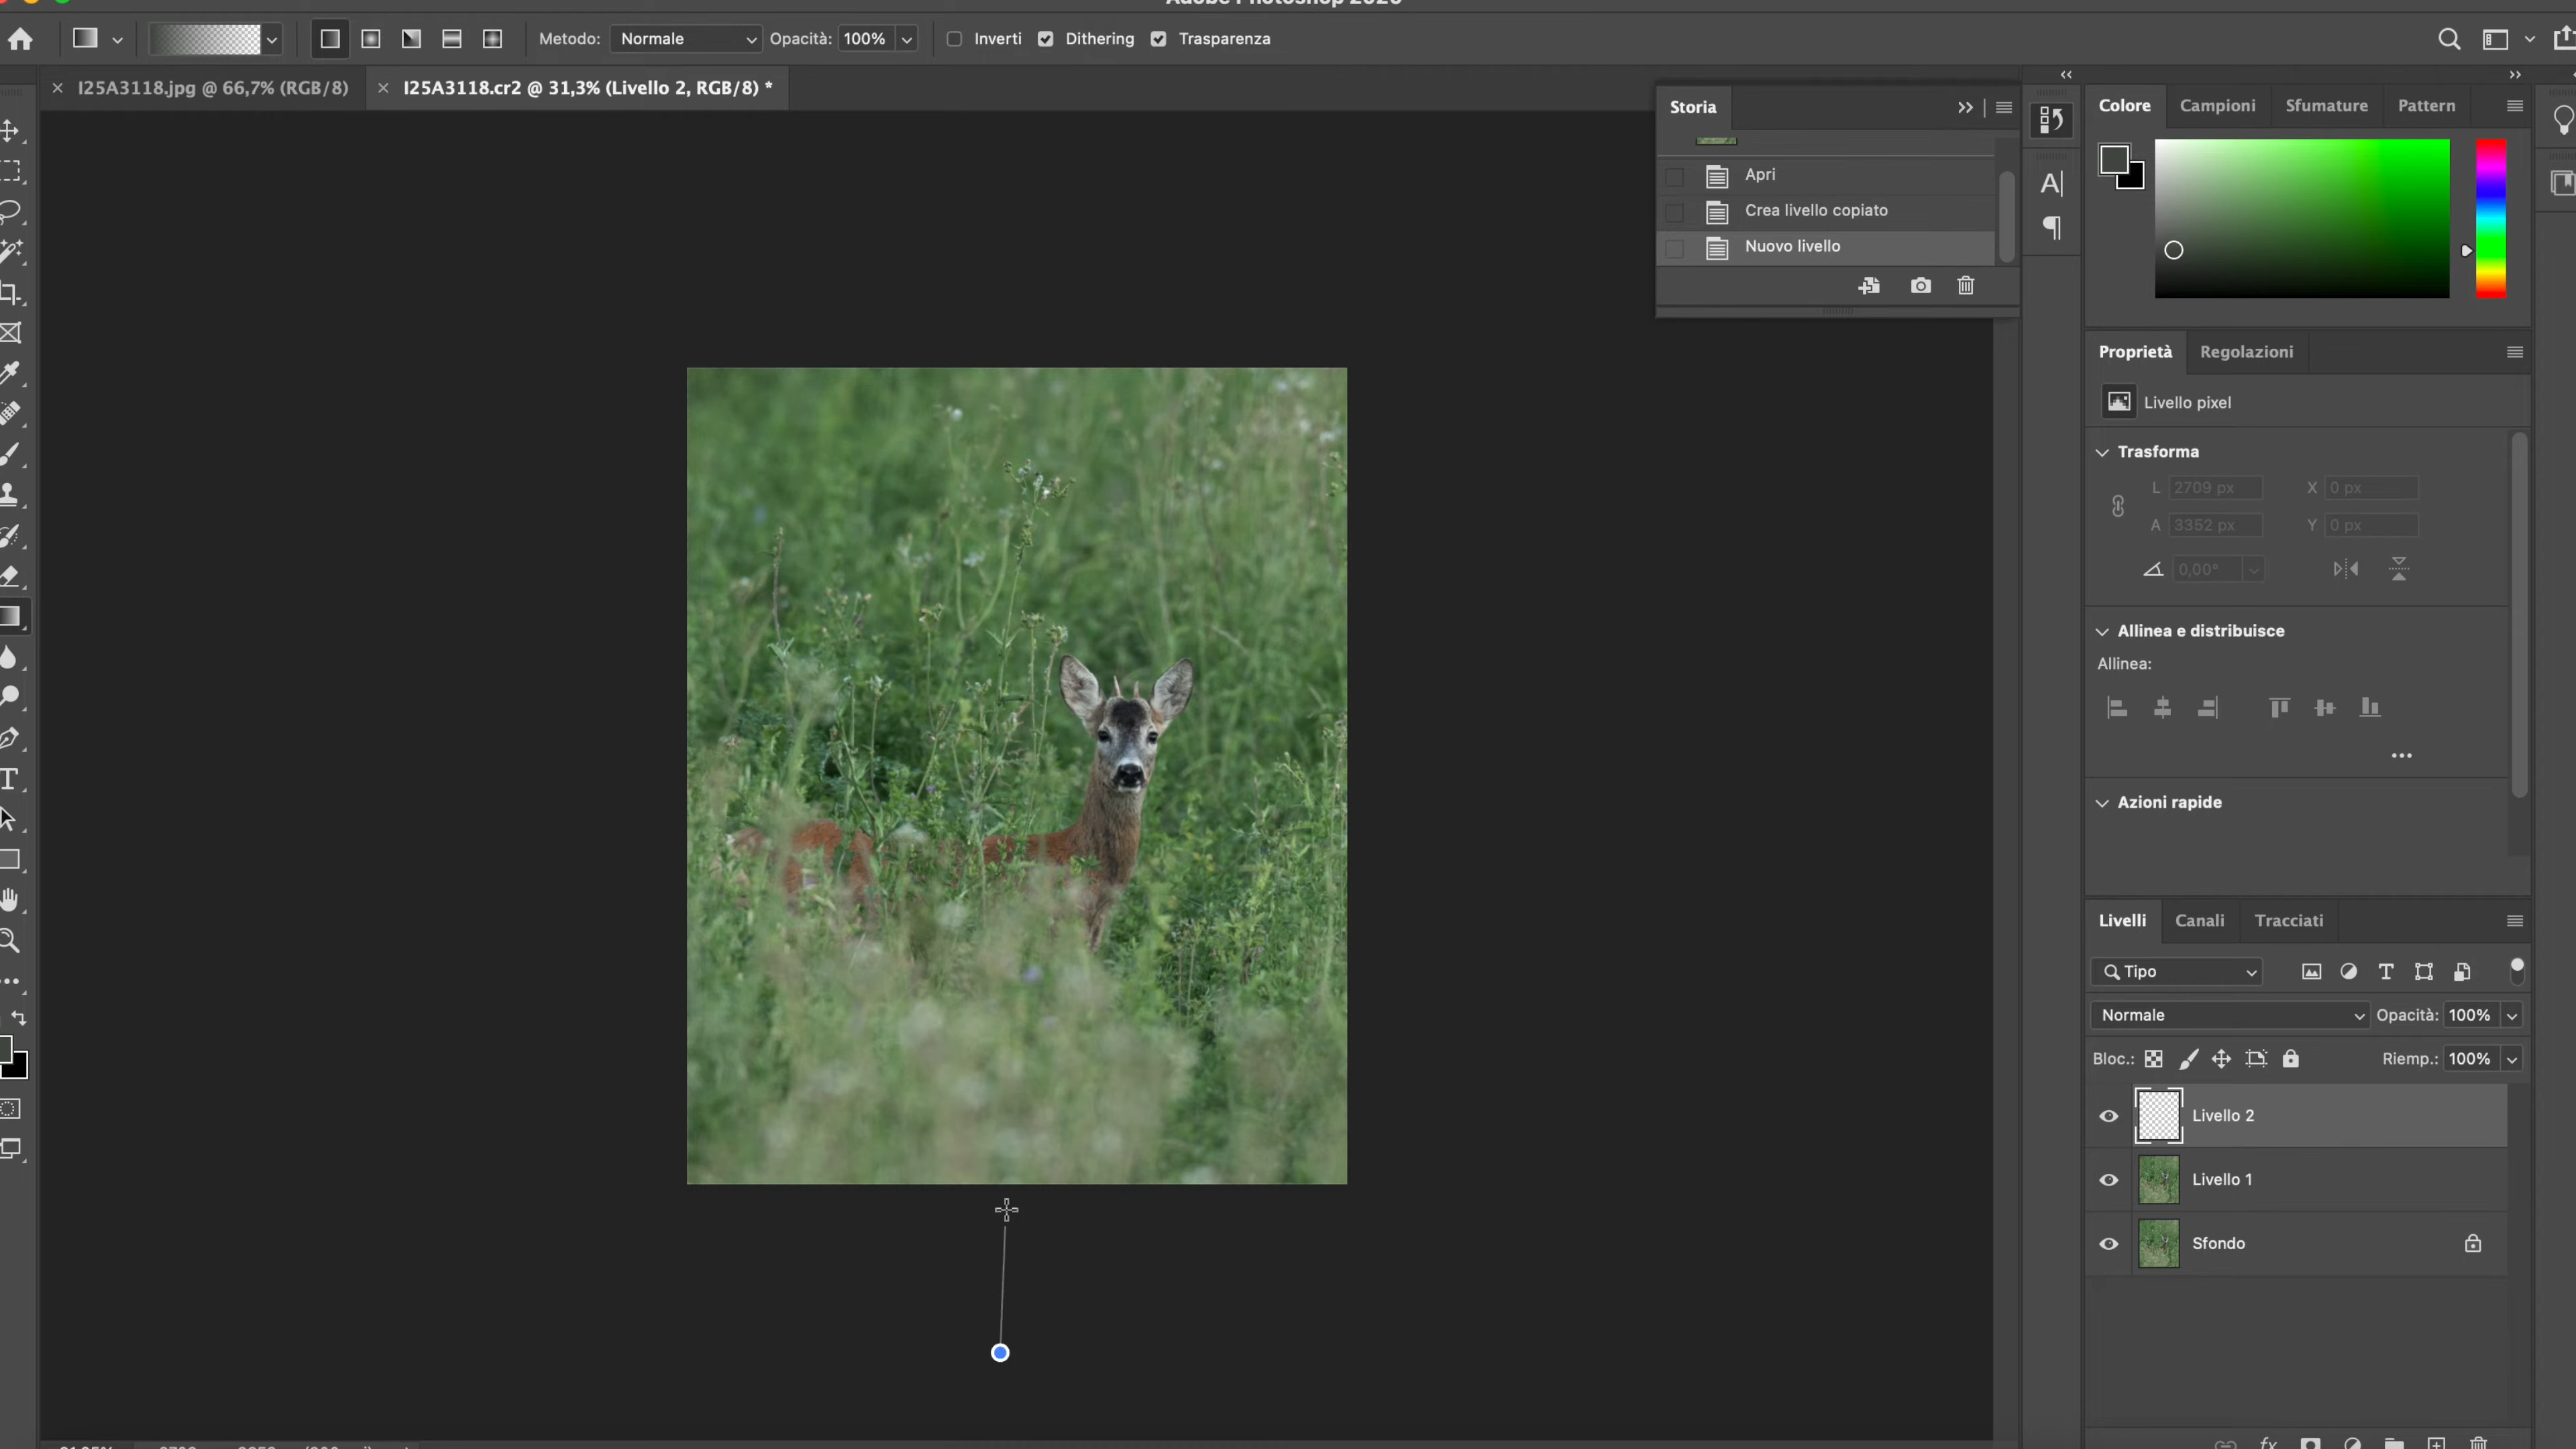 Metodo: Normale Opacità: 100% Inverti Dithering Trasparenza
I25A3118.jpg @ 66,7% (RGB/8)
I25A3118.cr2 @ 31,3% (Livello 2, RGB/8) *
Storia
Apri
Crea livello copiato
Nuovo livello
Colore Campioni Sfumature Pattern
Proprietà Regolazioni
Livello pixel
Trasforma
L 2709 px X 0 px
A 3352 px Y 0 px
0,00°
Allinea e distribuisce
Allinea:
Azioni rapide
Livelli Canali Tracciati
Tipo
Normale Opacità: 100%
Bloc.: Riemp.: 100%
Livello 2
Livello 1
Sfondo